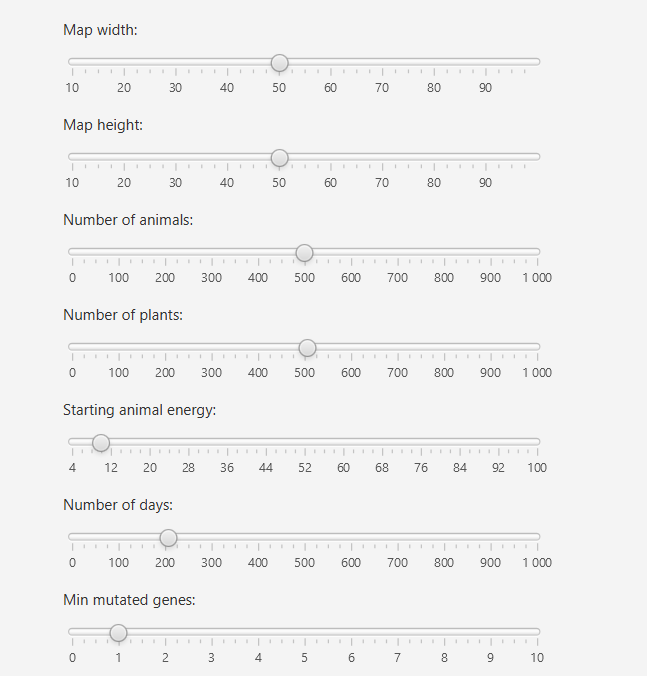 Map width:
10 20 30 40 50 60 70 80 90
Map height:
10 20 30 40 50 60 70 80 90
Number of animals:
0 100 200 300 400 500 600 700 800 900 1 000
Number of plants:
0 100 200 300 400 500 600 700 800 900 1 000
Starting animal energy:
4 12 20 28 36 44 52 60 68 76 84 92 100
Number of days:
0 100 200 300 400 500 600 700 800 900 1 000
Min mutated genes:
0 1 2 3 4 5 6 7 8 9 10